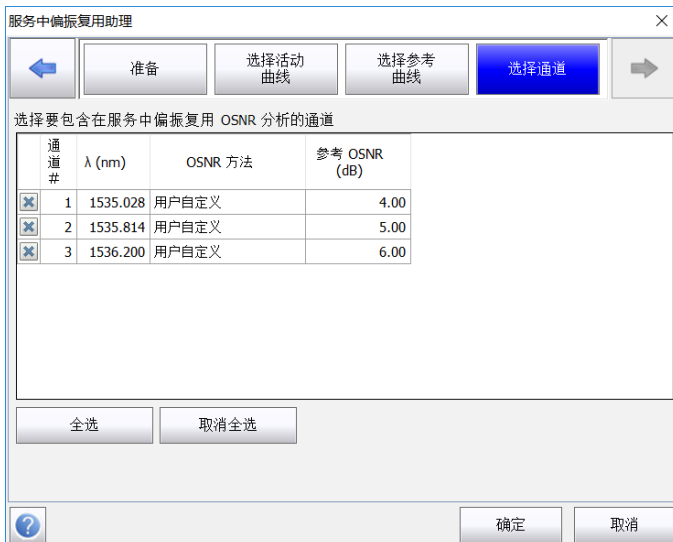 服务中偏振复用助理
准备
选择活动
曲线
选择参考
曲线
选择通道
选择要包含在服务中偏振复用 OSNR 分析的通道
通
道
#
λ (nm)
OSNR 方法
参考 OSNR
(dB)
1 1535.028 用户自定义 4.00
2 1535.814 用户自定义 5.00
3 1536.200 用户自定义 6.00
全选
取消全选
确定
取消